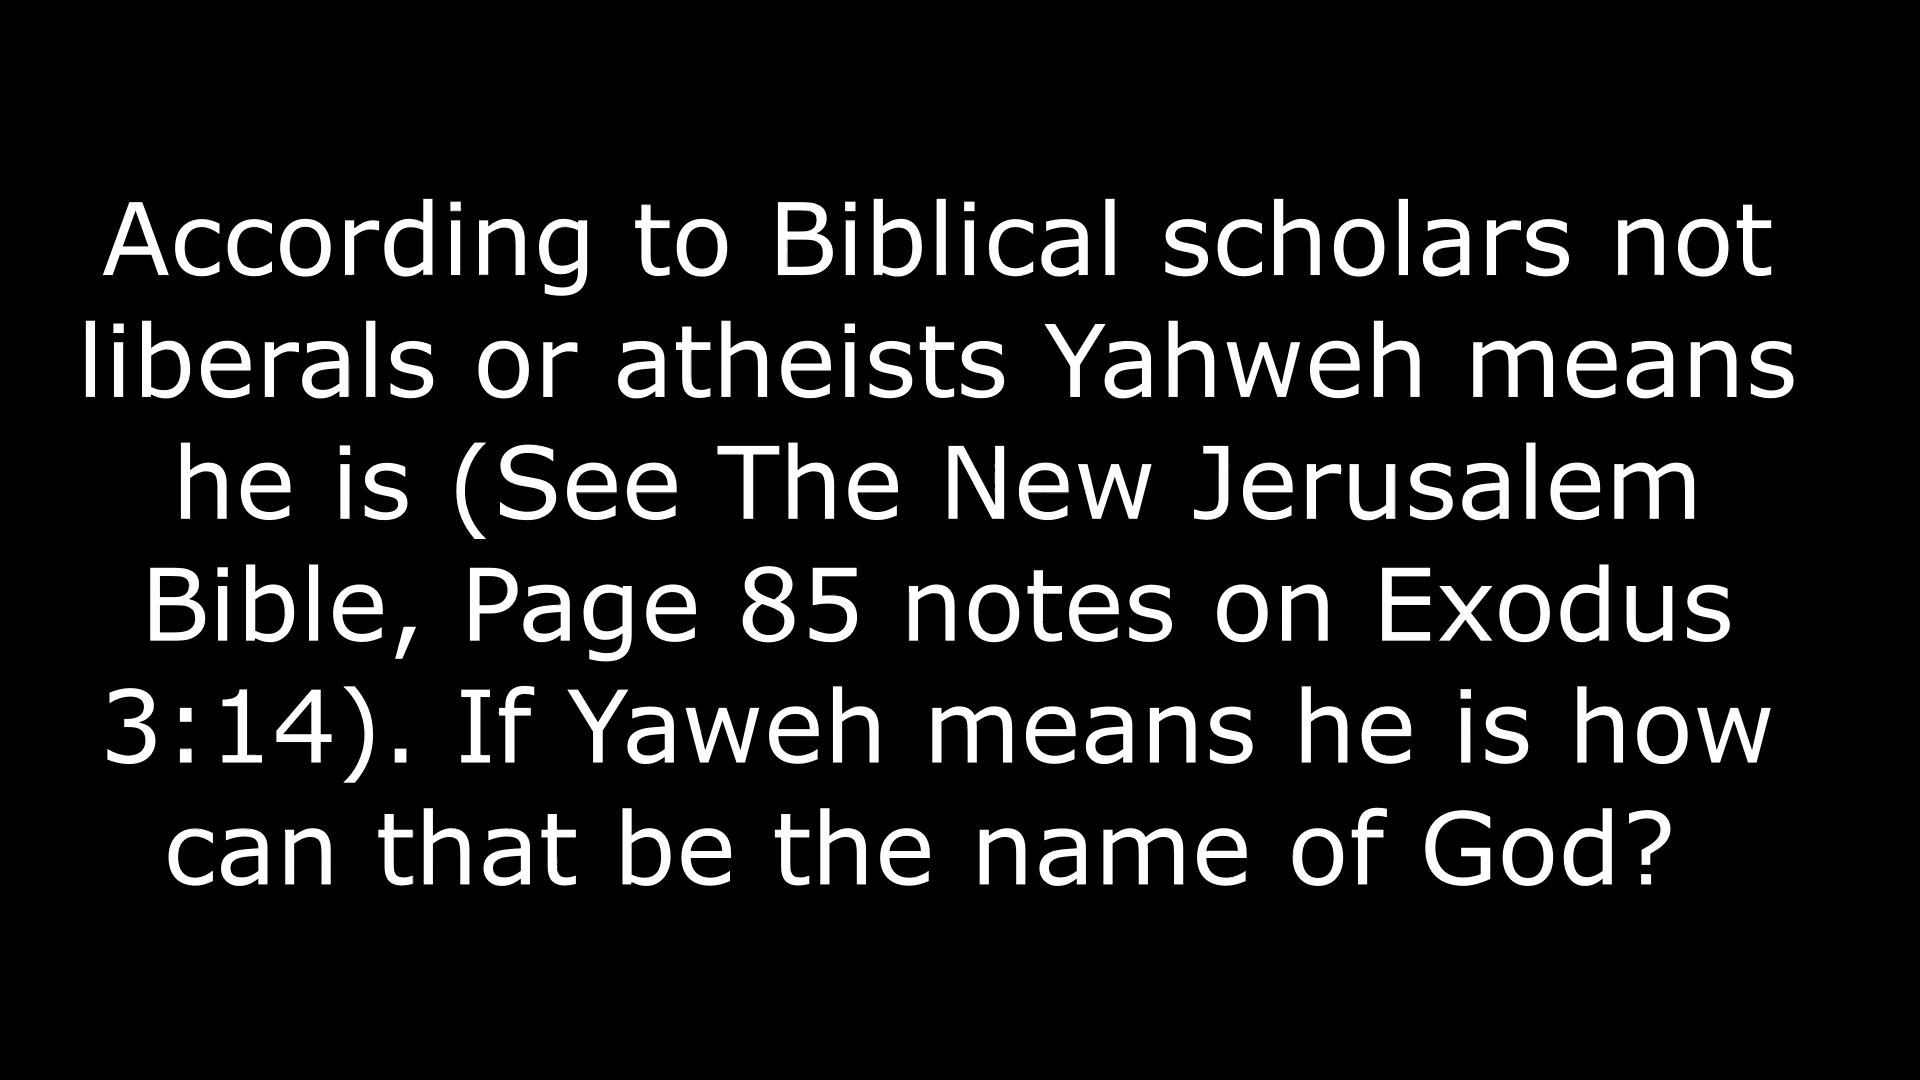 According to Biblical scholars not
liberals or atheists Yahweh means
he is (See The New Jerusalem
Bible, Page 85 notes on Exodus
3:14). If Yaweh means he is how
can that be the name of God?